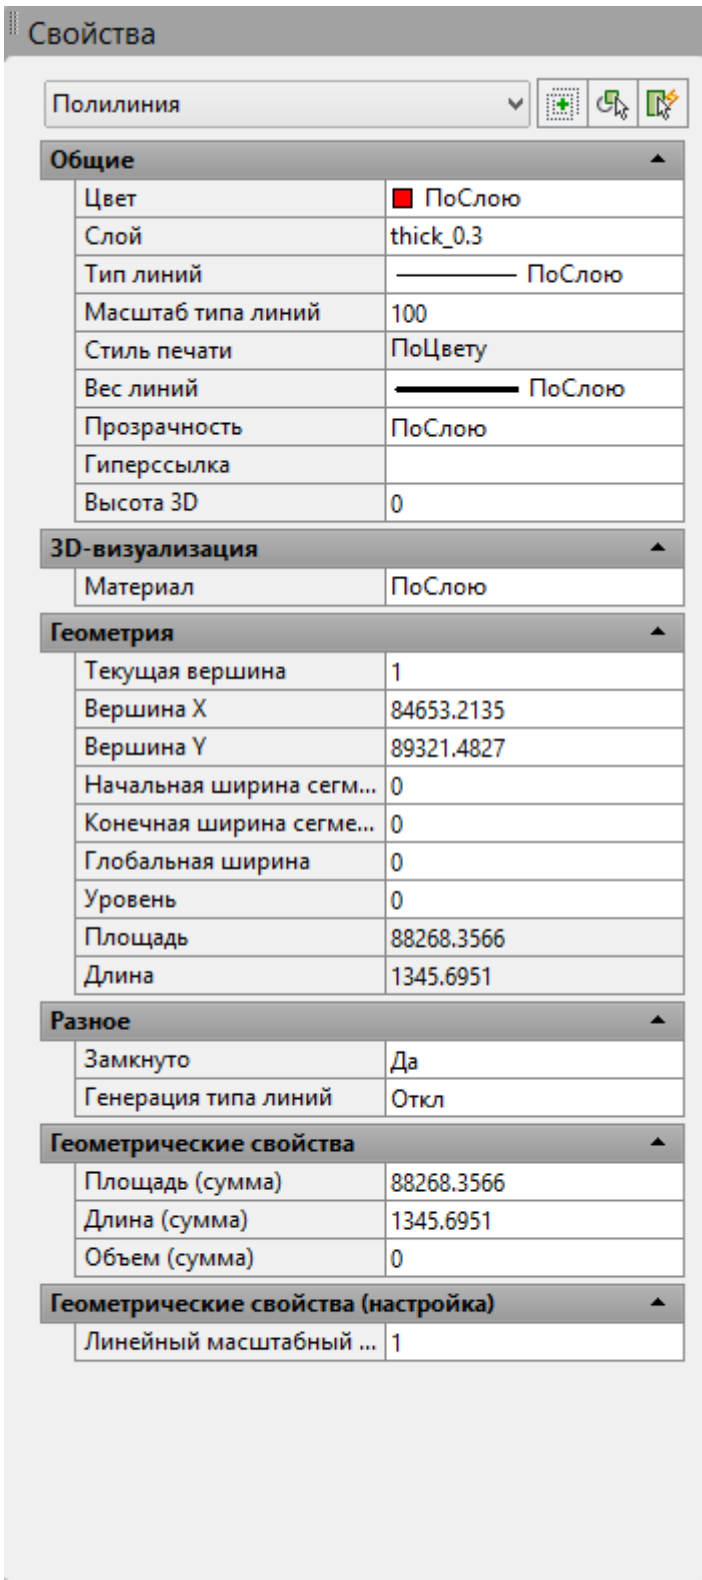 Свойства
Полилиния
Общие
Цвет ПоСлою
Слой thick_0.3
Тип линий ПоСлою
Масштаб типа линий 100
Стиль печати ПоЦвету
Вес линий ПоСлою
Прозрачность ПоСлою
Гиперссылка
Высота 3D 0
3D-визуализация
Материал ПоСлою
Геометрия
Текущая вершина 1
Вершина X 84653.2135
Вершина Y 89321.4827
Начальная ширина сегм... 0
Конечная ширина сегме... 0
Глобальная ширина 0
Уровень 0
Площадь 88268.3566
Длина 1345.6951
Разное
Замкнуто Да
Генерация типа линий Откл
Геометрические свойства
Площадь (сумма) 88268.3566
Длина (сумма) 1345.6951
Объем (сумма) 0
Геометрические свойства (настройка)
Линейный масштабный ... 1